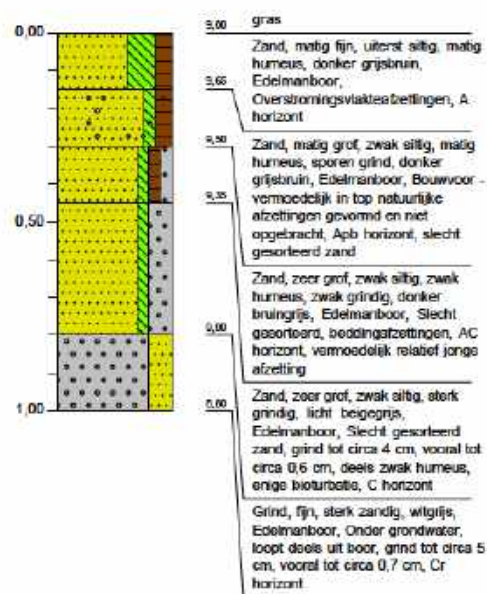 0,00
0,50
1,00
gras
Zand, matig fijn, uiterst siltig, matig
humeus, donker grijsbruin,
Edelmanboor,
Overstromingsvlakteafzettingen, A
horizont
9,50
Zand, matig grof, zwak siltig, matig
humeus, sporen grind, donker
grijsbruin, Edelmanboor, Bouwvoor -
vermoedelijk in top natuurlijke
afzettingen gevormd en niet
opgebracht, Apb horizont, slecht
gesorteerd zand
9,35
Zand, zeer grof, zwak siltig, zwak
humeus, zwak grindig, donker
bruingrijs, Edelmanboor, Slecht
gesorteerd, beddingafzettingen, AC
horizont, vermoedelijk relatief jonge
afzetting
Zand, zeer grof, zwak siltig, sterk
grindig, licht beigegrijs,
Edelmanboor, Slecht gesorteerd
zand, grind tot circa 4 cm, vooral tot
circa 0,6 cm, deels zwak humeus,
enige bioturbatie, C horizont
Grind, fijn, sterk zandig, witgrijs,
Edelmanboor, Onder grondwater,
loopt deels uit boor, grind tot circa 5
cm, vooral tot circa 0,7 cm, Cr
horizont